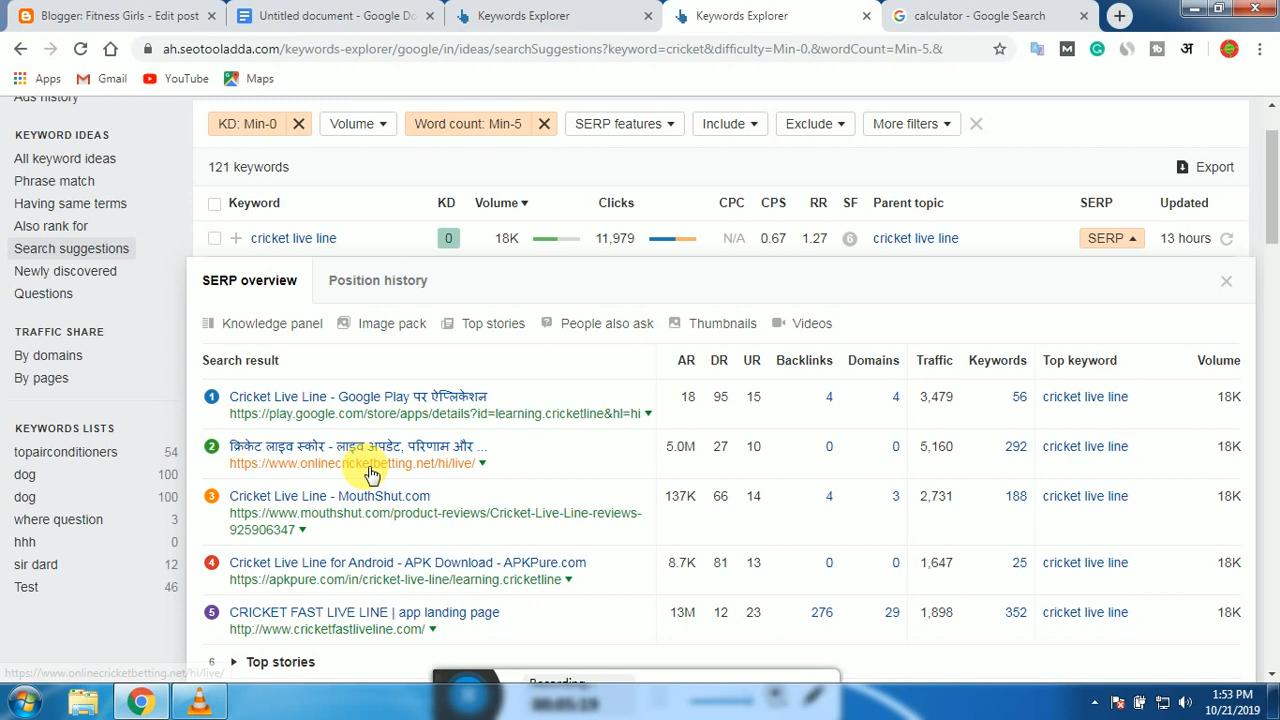 Blogger: Fitness Girls - Edit post
Untitled document - Google Do
Keywords Explorer
Keywords Explorer
calculator - Google Search
ah.seotooladda.com/keywords-explorer/google/in/ideas/searchSuggestions?keyword=cricket&difficulty=Min-0.&wordCount=Min-5.&
Apps
Gmail
YouTube
Maps
Ads history
KEYWORD IDEAS
All keyword ideas
Phrase match
Having same terms
Also rank for
Search suggestions
Newly discovered
Questions
TRAFFIC SHARE
By domains
By pages
KEYWORDS LISTS
topairconditioners 54
dog 100
dog 100
where question 3
hhh 0
sir dard 12
Test 46
KD: Min-0
Volume
Word count: Min-5
SERP features
Include
Exclude
More filters
121 keywords
Export
Keyword KD Volume Clicks CPC CPS RR SF Parent topic SERP Updated
cricket live line 0 18K 11,979 N/A 0.67 1.27 6 cricket live line SERP 13 hours
SERP overview
Position history
Knowledge panel
Image pack
Top stories
People also ask
Thumbnails
Videos
Search result AR DR UR Backlinks Domains Traffic Keywords Top keyword Volume
1 Cricket Live Line - Google Play पर ऐप्लिकेशन 18 95 15 4 4 3,479 56 cricket live line 18K
https://play.google.com/store/apps/details?id=learning.cricketline&hl=hi
2 क्रिकेट लाइव स्कोर - लाइव अपडेट, परिणाम और ... 5.0M 27 10 0 0 5,160 292 cricket live line 18K
https://www.onlinecricketbetting.net/hi/live/
3 Cricket Live Line - MouthShut.com 137K 66 14 4 3 2,731 188 cricket live line 18K
https://www.mouthshut.com/product-reviews/Cricket-Live-Line-reviews-
925906347
4 Cricket Live Line for Android - APK Download - APKPure.com 8.7K 81 13 0 0 1,647 25 cricket live line 18K
https://apkpure.com/in/cricket-live-line/learning.cricketline
5 CRICKET FAST LIVE LINE | app landing page 13M 12 23 276 29 1,898 352 cricket live line 18K
http://www.cricketfastliveline.com/
6 Top stories
https://www.onlinecricketbetting.net/hi/live/
1:53 PM
10/21/2019